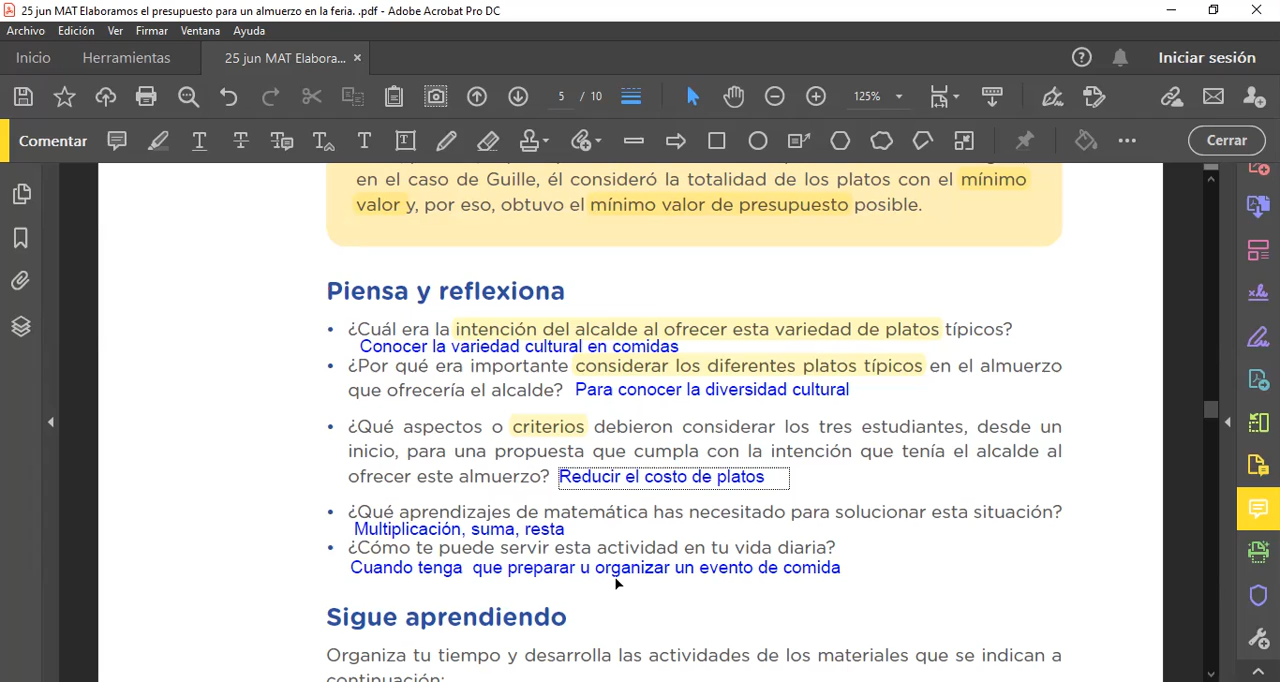 25 jun MAT Elaboramos el presupuesto para un almuerzo en la feria. .pdf - Adobe Acrobat Pro DC
Archivo Edición Ver Firmar Ventana Ayuda
Inicio Herramientas 25 jun MAT Elabora... × Iniciar sesión
5 / 10 125%
Comentar Cerrar
en el caso de Guille, él consideró la totalidad de los platos con el mínimo
valor y, por eso, obtuvo el mínimo valor de presupuesto posible.
Piensa y reflexiona
• ¿Cuál era la intención del alcalde al ofrecer esta variedad de platos típicos?
Conocer la variedad cultural en comidas
• ¿Por qué era importante considerar los diferentes platos típicos en el almuerzo
que ofrecería el alcalde? Para conocer la diversidad cultural
• ¿Qué aspectos o criterios debieron considerar los tres estudiantes, desde un
inicio, para una propuesta que cumpla con la intención que tenía el alcalde al
ofrecer este almuerzo? Reducir el costo de platos
• ¿Qué aprendizajes de matemática has necesitado para solucionar esta situación?
Multiplicación, suma, resta
• ¿Cómo te puede servir esta actividad en tu vida diaria?
Cuando tenga que preparar u organizar un evento de comida
Sigue aprendiendo
Organiza tu tiempo y desarrolla las actividades de los materiales que se indican a
continuación: